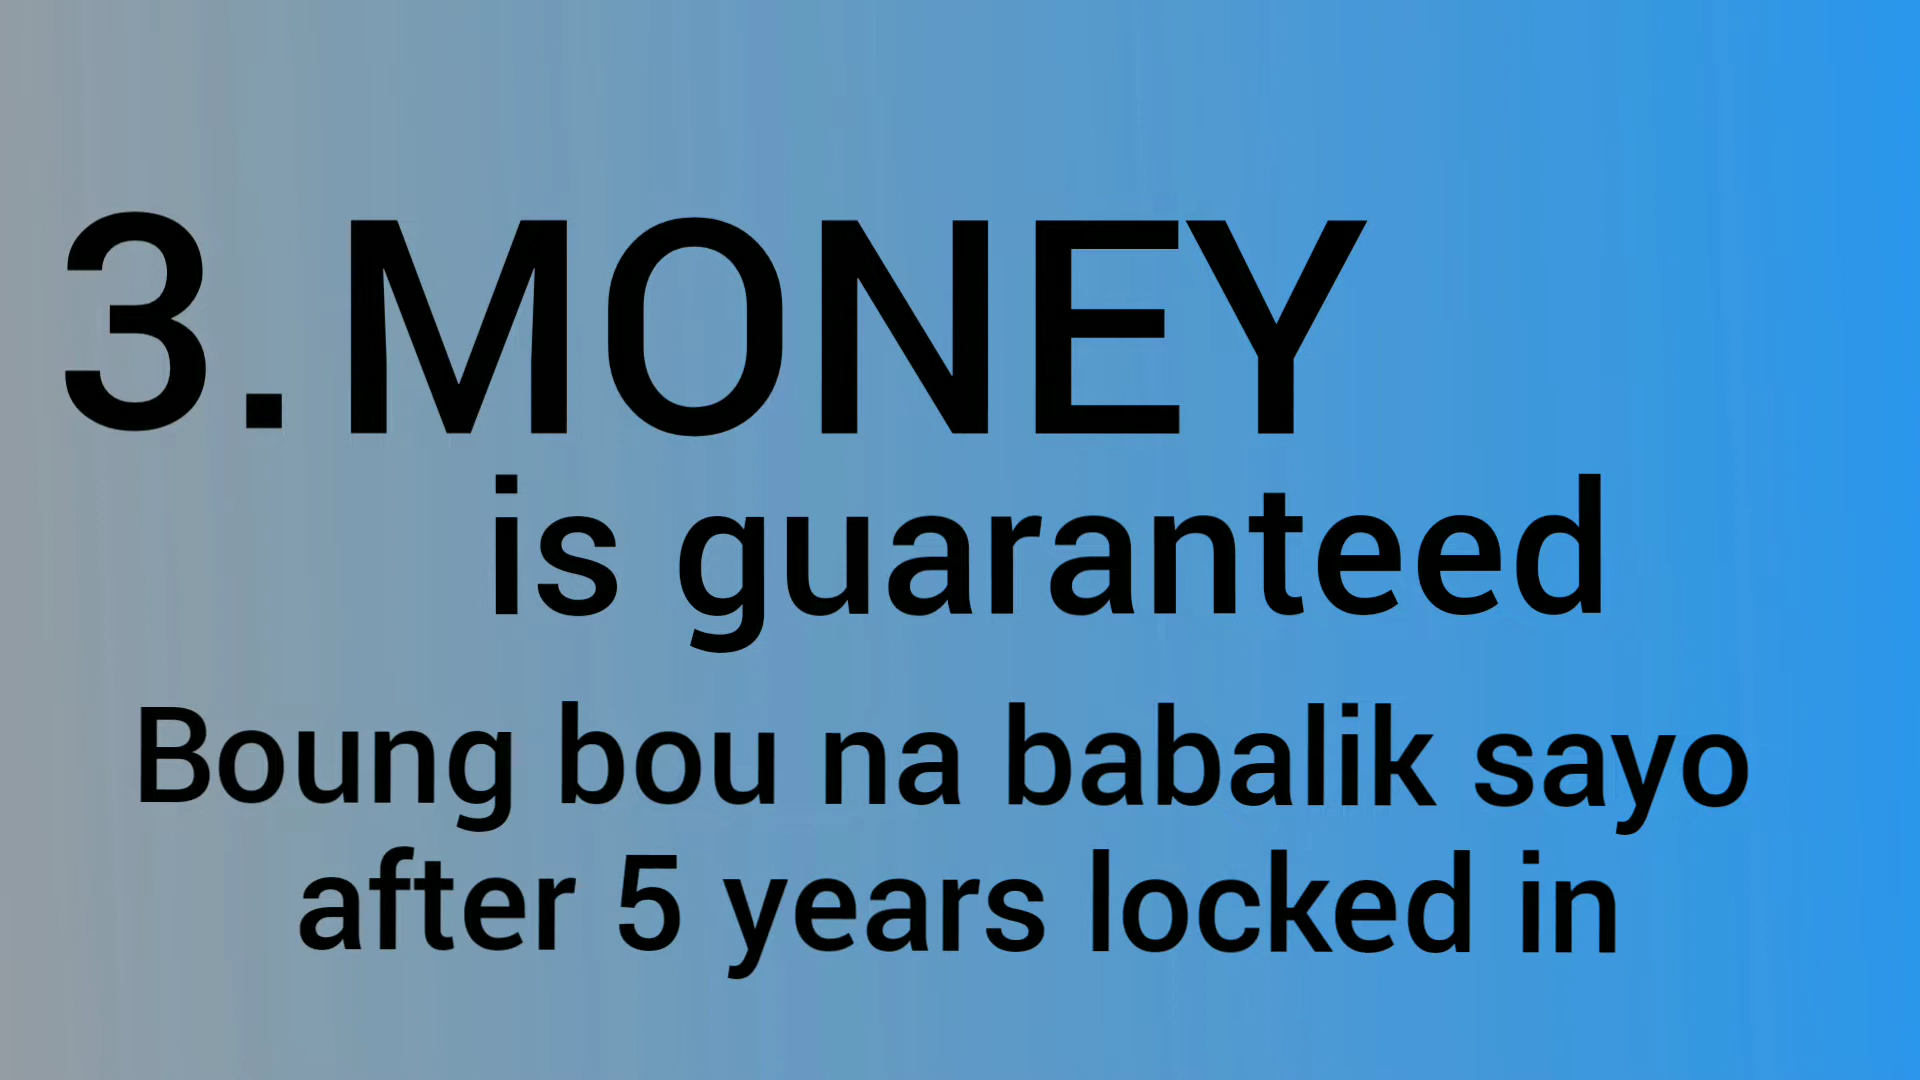 3. MONEY
is guaranteed
Boung bou na babalik sayo
after 5 years locked in